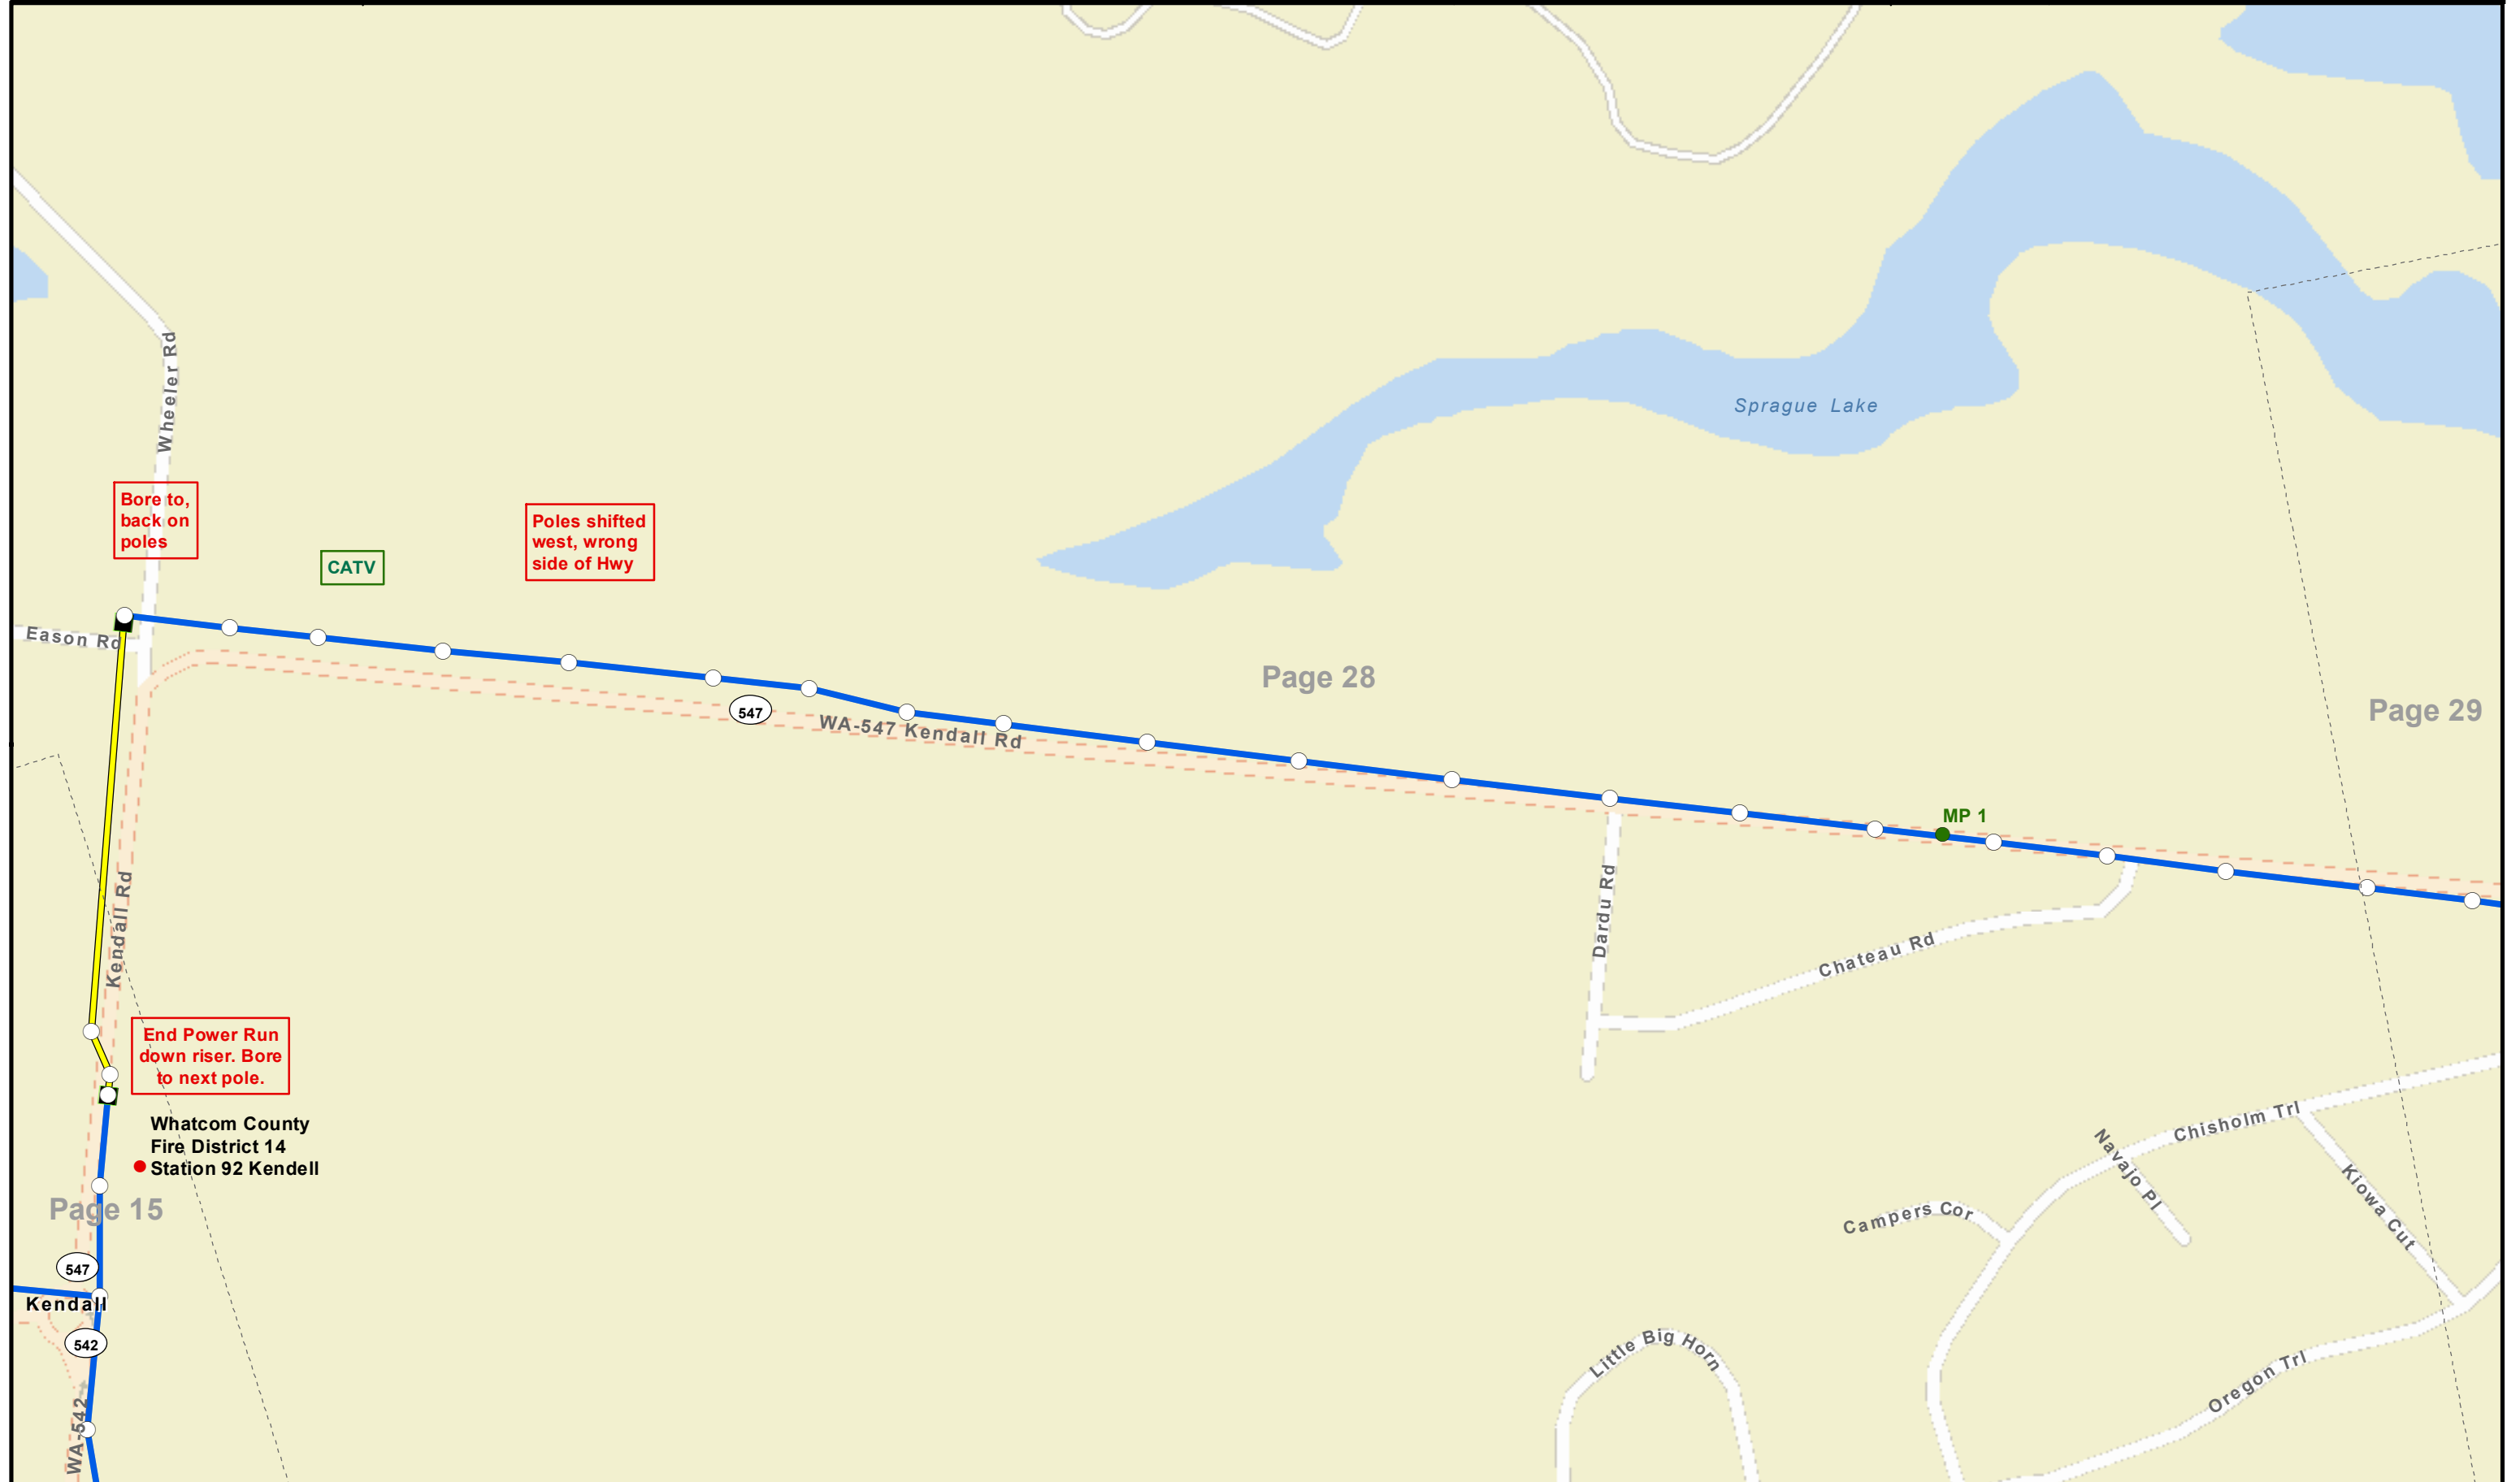 Wheeler Rd
Sprague Lake
Bore to,
back on
poles
CATV
Poles shifted
west, wrong
side of Hwy
Eason Rd
Page 28
Page 29
547
WA-547 Kendall Rd
MP 1
Kendall Rd
Dardu Rd
Chateau Rd
End Power Run
down riser. Bore
to next pole.
Whatcom County
Fire District 14
Station 92 Kendell
Chisholm Trl
Navajo Pl
Kiowa Cut
Campers Cor
Page 15
547
Kendall
542
Little Big Horn
Oregon Trl
WA-542